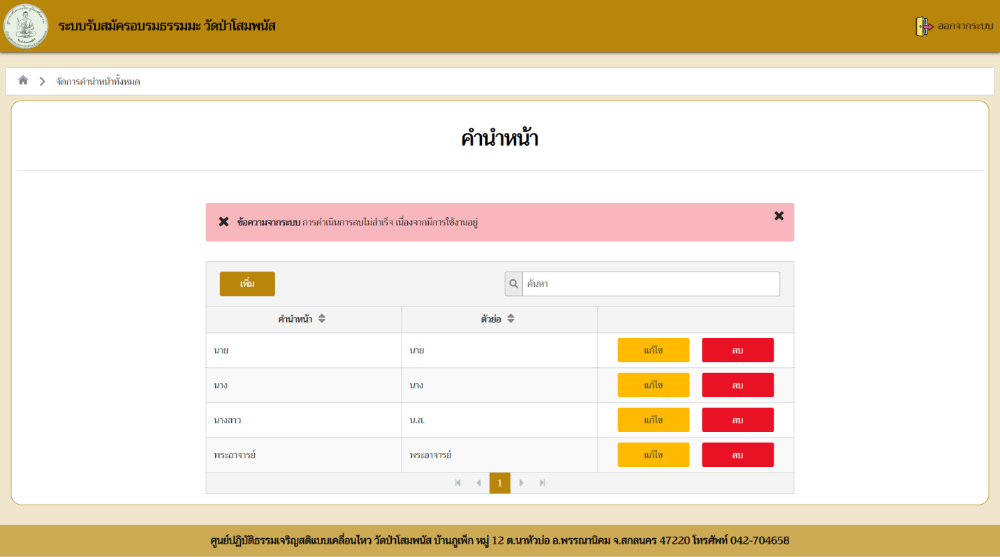 ระบบรับสมัครอบรมธรรมมะ วัดป่าโสมพนัส
ออกจากระบบ
จัดการคำนำหน้าทั้งหมด
คำนำหน้า
ข้อความจากระบบ การดำเนินการลบไม่สำเร็จ เนื่องจากมีการใช้งานอยู่
เพิ่ม
ค้นหา
คำนำหน้า ตัวย่อ
นาย นาย แก้ไข ลบ
นาง นาง แก้ไข ลบ
นางสาว น.ส. แก้ไข ลบ
พระอาจารย์ พระอาจารย์ แก้ไข ลบ
1
ศูนย์ปฏิบัติธรรมเจริญสติแบบเคลื่อนไหว วัดป่าโสมพนัส บ้านภูเพ็ก หมู่ 12 ต.นาหัวบ่อ อ.พรรณานิคม จ.สกลนคร 47220 โทรศัพท์ 042-704658